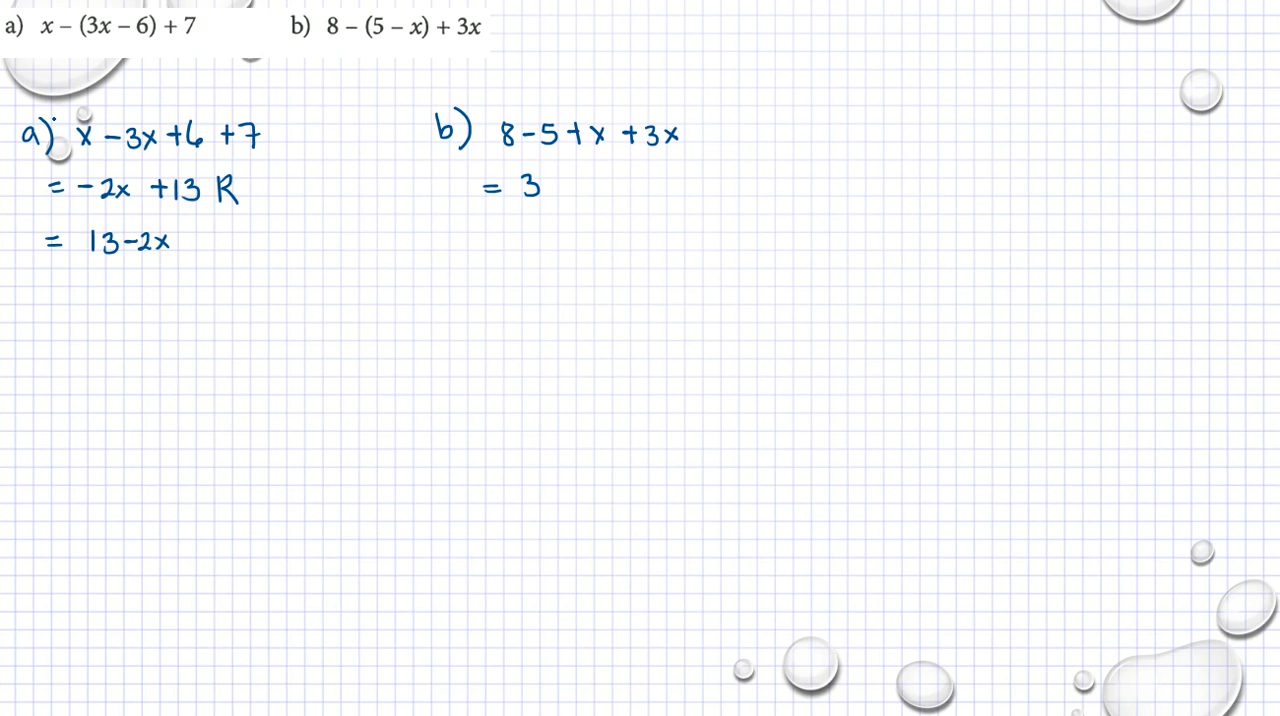 a) x – (3x – 6) + 7 b) 8 – (5 – x) + 3x
a) x - 3x + 6 + 7
= - 2x + 13 R
= 13 - 2x
b) 8 - 5 + x + 3x
= 3